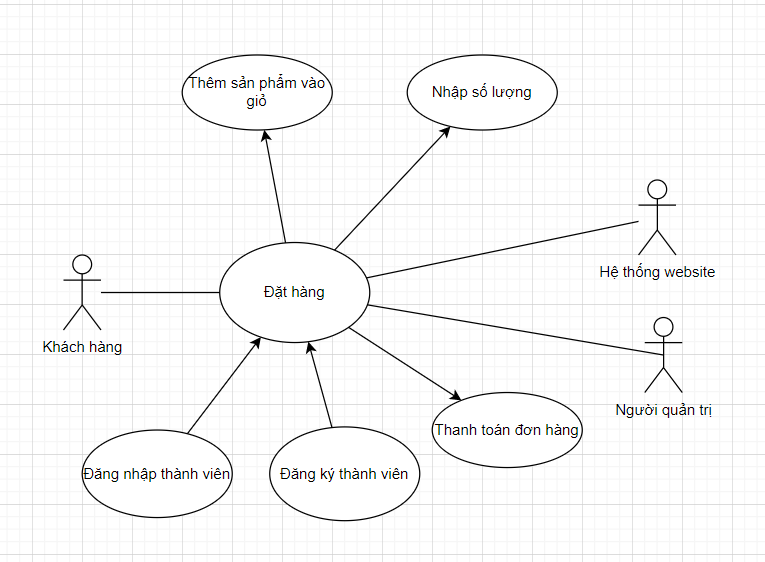 Thêm sản phẩm vào
giỏ
Nhập số lượng
Hệ thống website
Đặt hàng
Khách hàng
Người quản trị
Thanh toán đơn hàng
Đăng nhập thành viên
Đăng ký thành viên